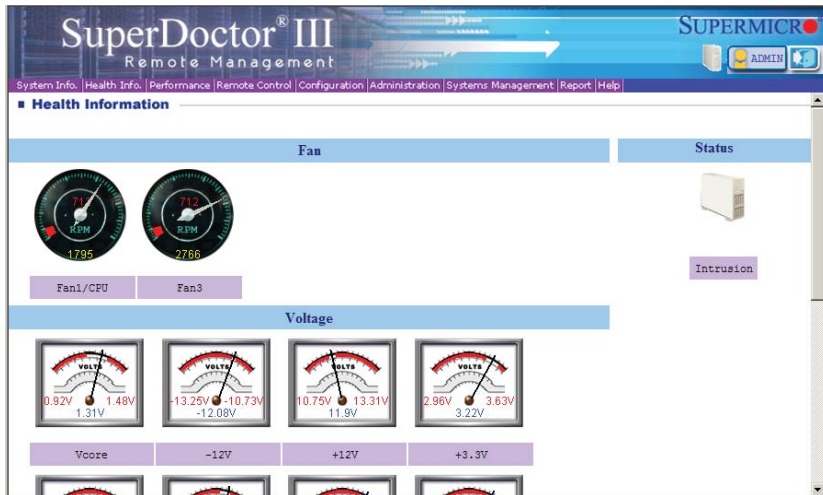 SuperDoctor® III
Remote Management
SUPERMICRO
ADMIN
System Info. Health Info. Performance Remote Control Configuration Administration Systems Management Report Help
Health Information
Fan
Status
712
RPM
2766
RPM
1795
Fan1/CPU
Fan3
Intrusion
Voltage
VOLTS
0.92V 1.48V
1.31V
VOLTS
-13.25V -10.73V
-12.08V
VOLTS
10.75V 13.31V
11.9V
VOLTS
2.96V 3.63V
3.22V
Vcore
-12V
+12V
+3.3V